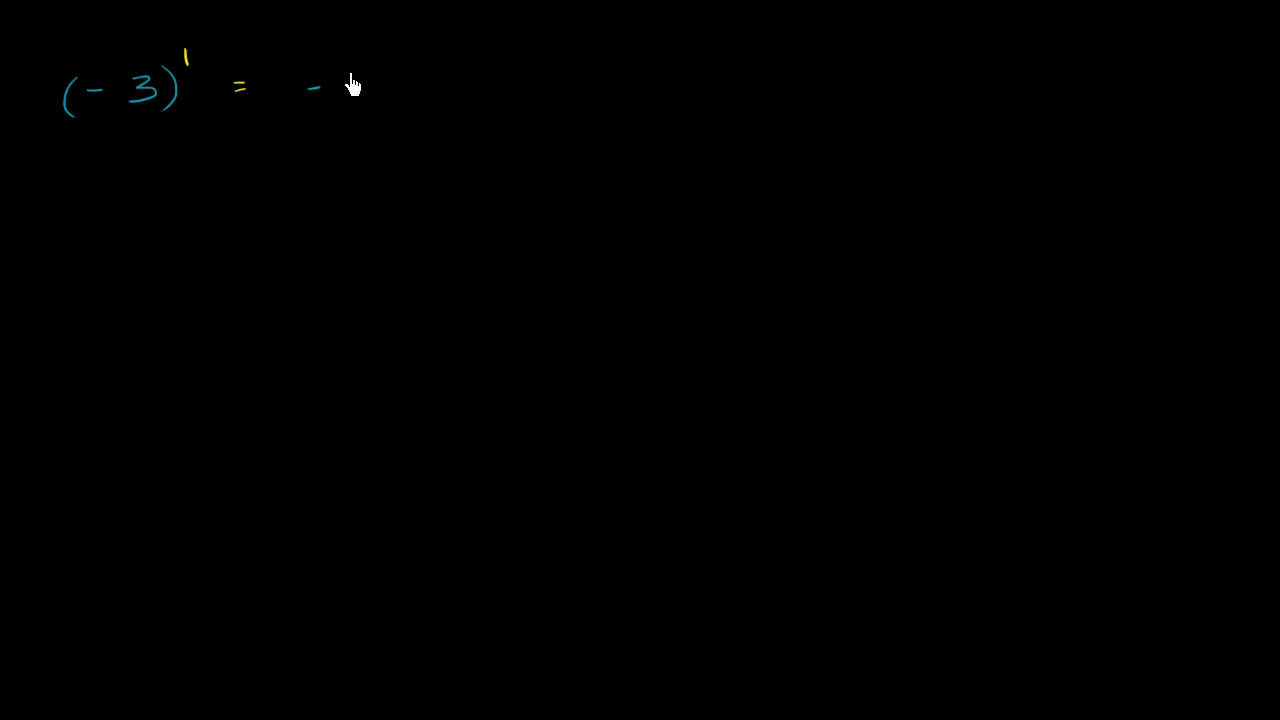 (- 3)¹ = -